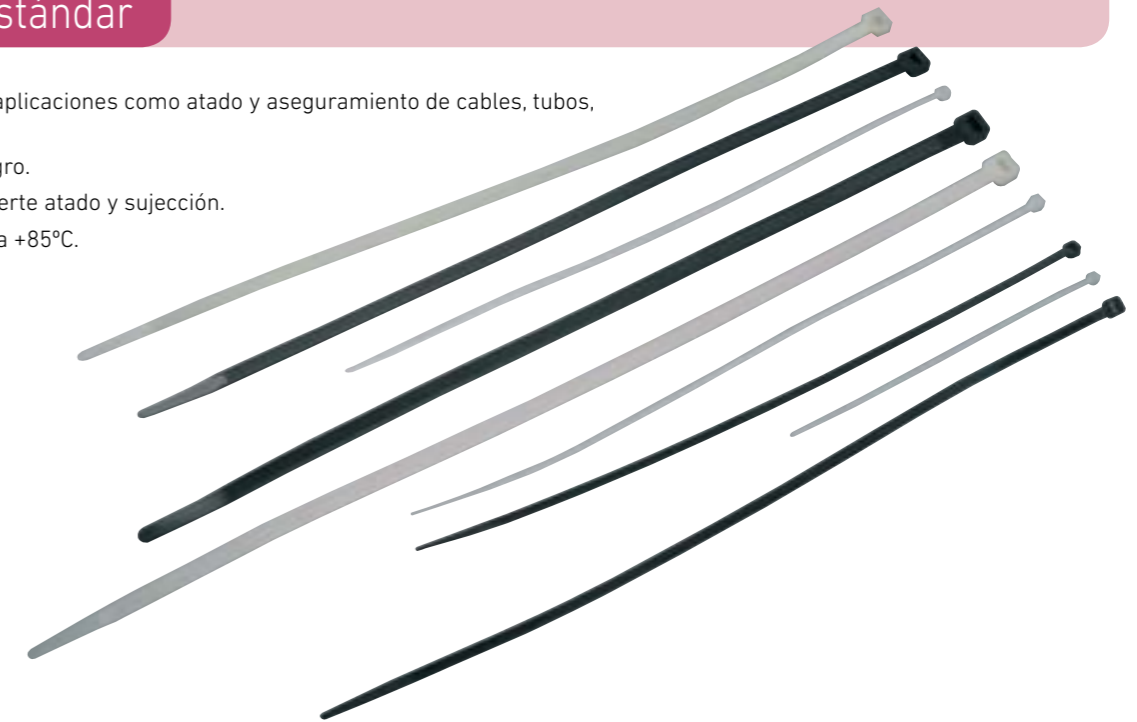 stándar
aplicaciones como atado y aseguramiento de cables, tubos,
gro.
erte atado y sujección.
a +85ºC.